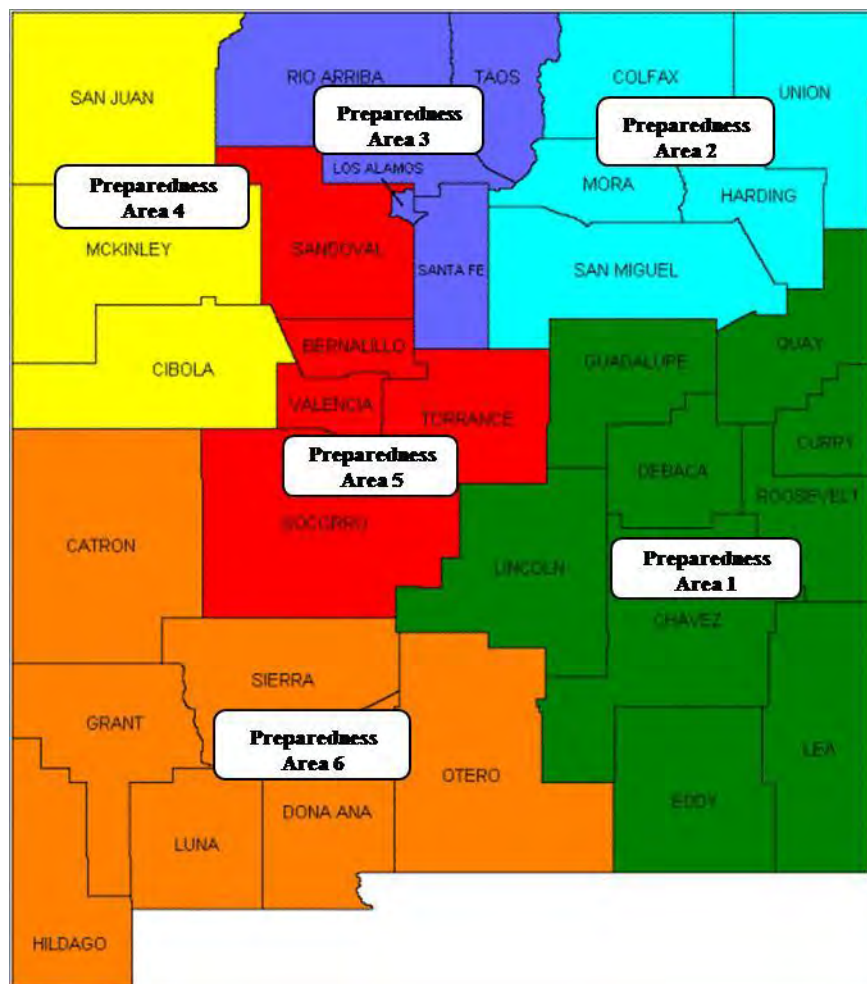 RIO ARRIBA
TAOS
COLFAX
SAN JUAN
UNION
Preparedness
Area 3
Preparedness
Area 2
LOS ALAMOS
Preparedness
Area 4
MORA
HARDING
MCKINLEY
SANDOVAL
SANTA FE
SAN MIGUEL
BERNALILLO
QUAY
GUADALUPE
CIBOLA
VALENCIA
TORRANCE
CURRY
Preparedness
Area 5
DEBACA
ROOSEVELT
SOCORRO
CATRON
LINCOLN
Preparedness
Area 1
CHAVEZ
SIERRA
GRANT
Preparedness
Area 6
LEA
OTERO
EDDY
DONA ANA
LUNA
HILDAGO